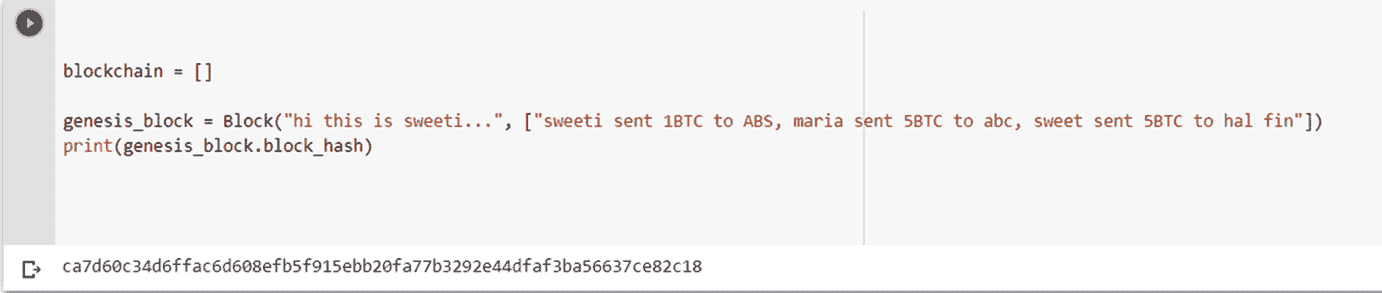 blockchain = []
genesis_block = Block("hi this is sweeti...", ["sweeti sent 1BTC to ABS, maria sent 5BTC to abc, sweet sent 5BTC to hal fin"])
print(genesis_block.block_hash)
ca7d60c34d6ffac6d608efb5f915ebb20fa77b3292e44dfaf3ba56637ce82c18